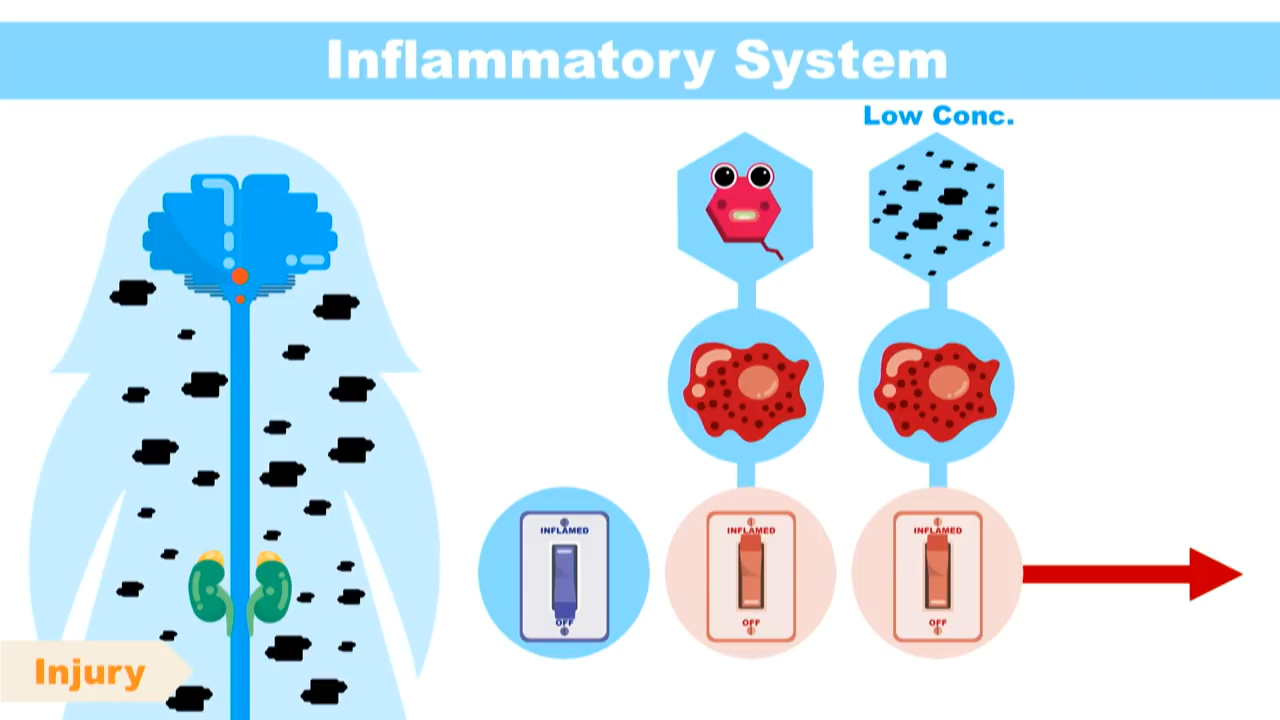 Inflammatory System
Low Conc.
INFLAMED
OFF
INFLAMED
OFF
INFLAMED
OFF
Injury